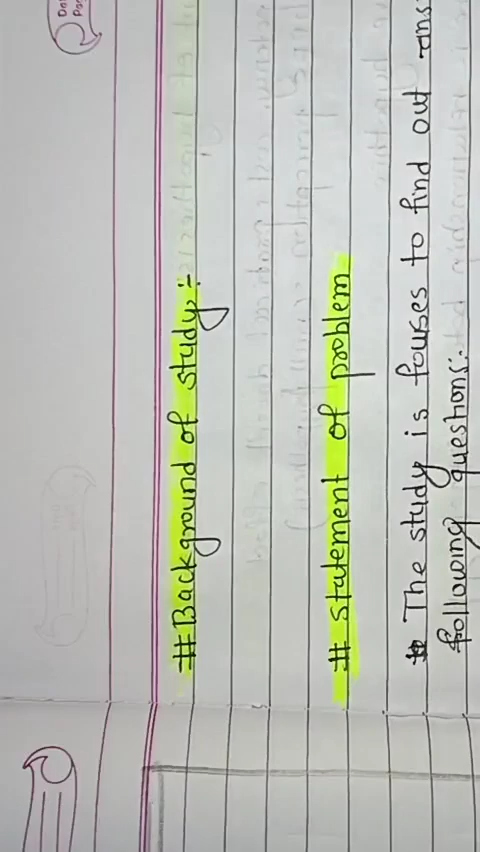 # Background of study :-
# statement of problem
The study is fouses to find out ans
following questions: